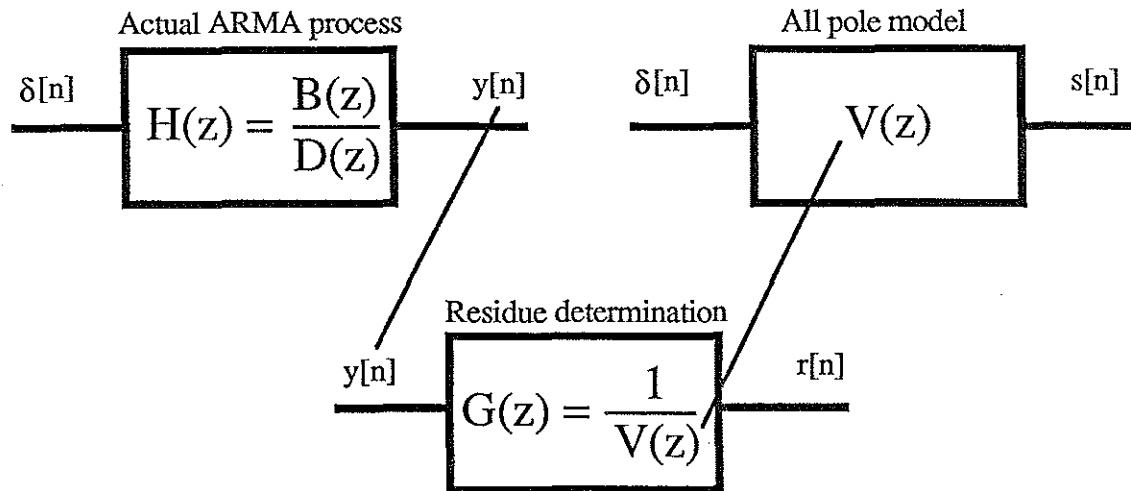 Actual ARMA process
δ[n]
H(z) = B(z)/D(z)
y[n]
All pole model
δ[n]
V(z)
s[n]
Residue determination
y[n]
G(z) = 1/V(z)
r[n]